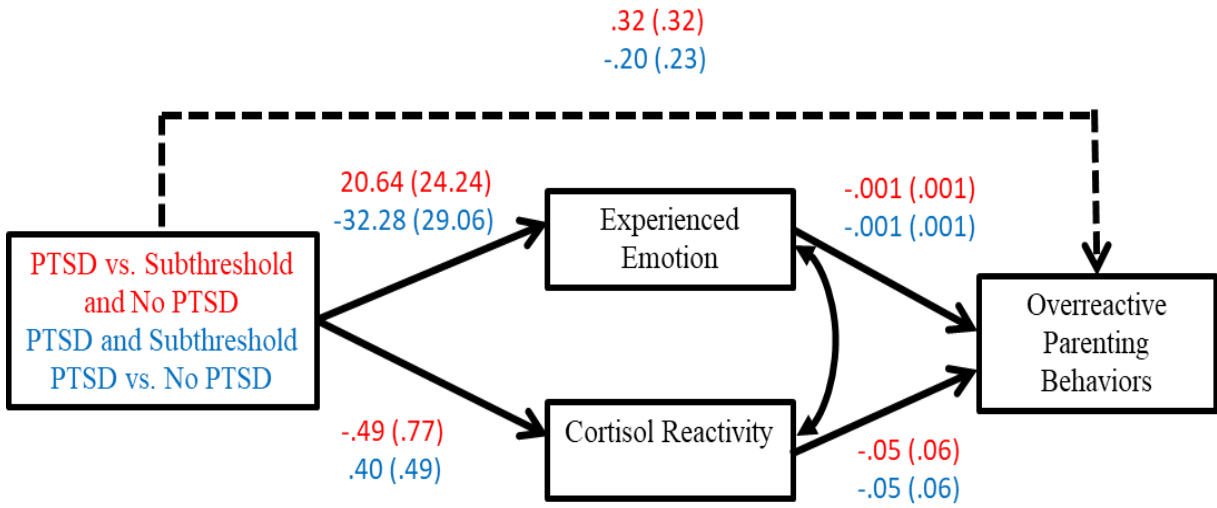 .32 (.32)
-.20 (.23)
20.64 (24.24)
-32.28 (29.06)
-.001 (.001)
-.001 (.001)
Experienced
Emotion
PTSD vs. Subthreshold
and No PTSD
PTSD and Subthreshold
PTSD vs. No PTSD
Overreactive
Parenting
Behaviors
-.49 (.77)
.40 (.49)
Cortisol Reactivity
-.05 (.06)
-.05 (.06)